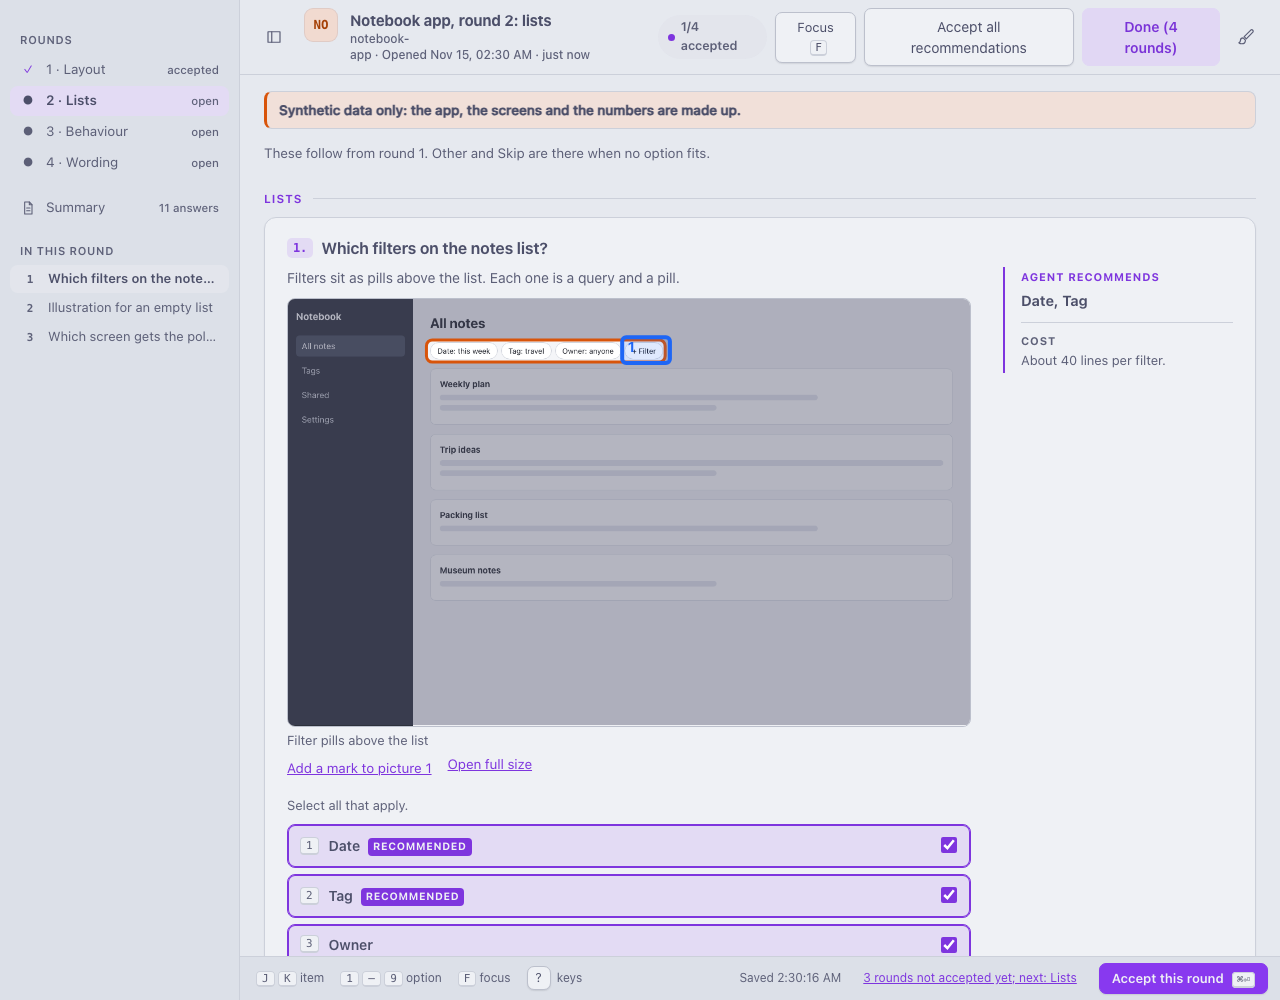 ROUNDS
1 · Layout accepted
2 · Lists open
3 · Behaviour open
4 · Wording open
Summary 11 answers
IN THIS ROUND
1 Which filters on the note...
2 Illustration for an empty list
3 Which screen gets the pol...
NO
Notebook app, round 2: lists
notebook-
app · Opened Nov 15, 02:30 AM · just now
1/4
accepted
Focus
F
Accept all
recommendations
Done (4
rounds)
Synthetic data only: the app, the screens and the numbers are made up.
These follow from round 1. Other and Skip are there when no option fits.
LISTS
1. Which filters on the notes list?
Filters sit as pills above the list. Each one is a query and a pill.
Notebook
All notes
Tags
Shared
Settings
All notes
Date: this week Tag: travel Owner: anyone 1 Filter
Weekly plan
Trip ideas
Packing list
Museum notes
Filter pills above the list
Add a mark to picture 1 Open full size
Select all that apply.
1 Date RECOMMENDED
2 Tag RECOMMENDED
3 Owner
AGENT RECOMMENDS
Date, Tag
COST
About 40 lines per filter.
J K item 1 – 9 option F focus ? keys
Saved 2:30:16 AM
3 rounds not accepted yet; next: Lists
Accept this round ⌘⏎